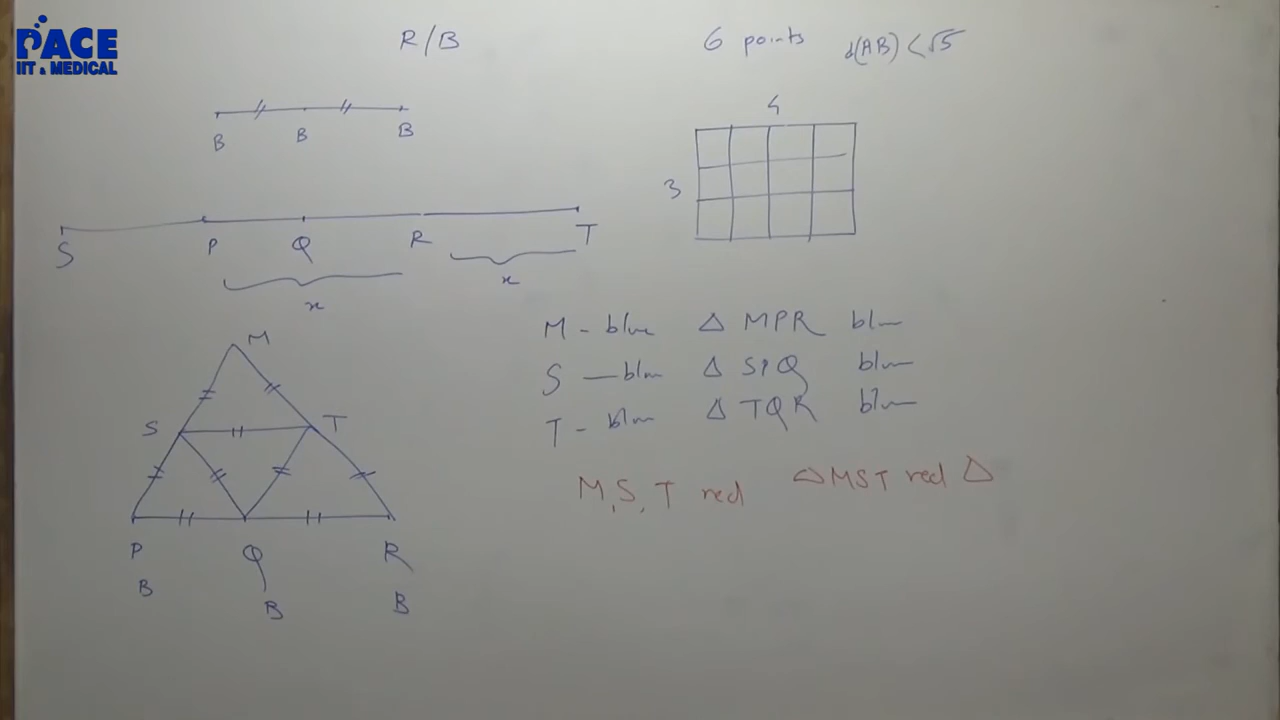 PACE
IIT & MEDICAL
R/B
6 points d(AB) < √5
B B B
4
3
S P Q R T
x x
M
S T
P Q R
B B B
M - blue Δ MPR blue
S - blue Δ SPQ blue
T - blue Δ TQR blue
M, S, T red Δ MST red Δ